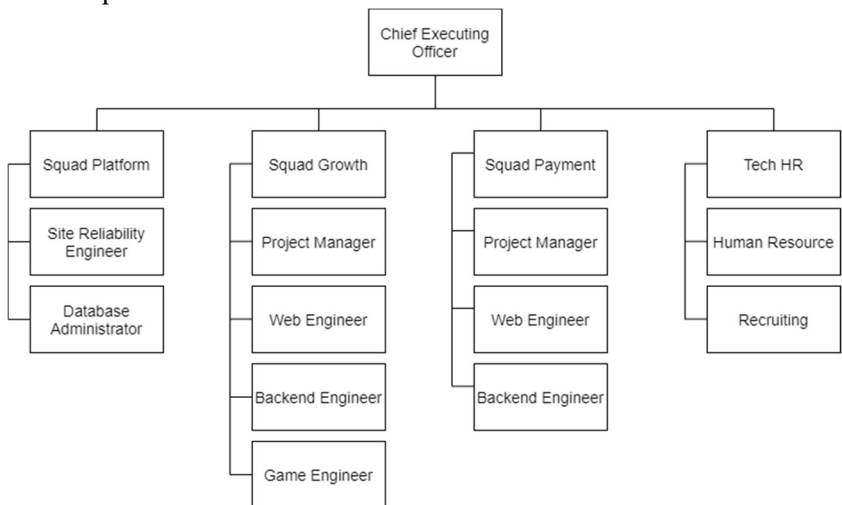 Chief Executing
Officer
Squad Platform
Site Reliability
Engineer
Database
Administrator
Squad Growth
Project Manager
Web Engineer
Backend Engineer
Game Engineer
Squad Payment
Project Manager
Web Engineer
Backend Engineer
Tech HR
Human Resource
Recruiting